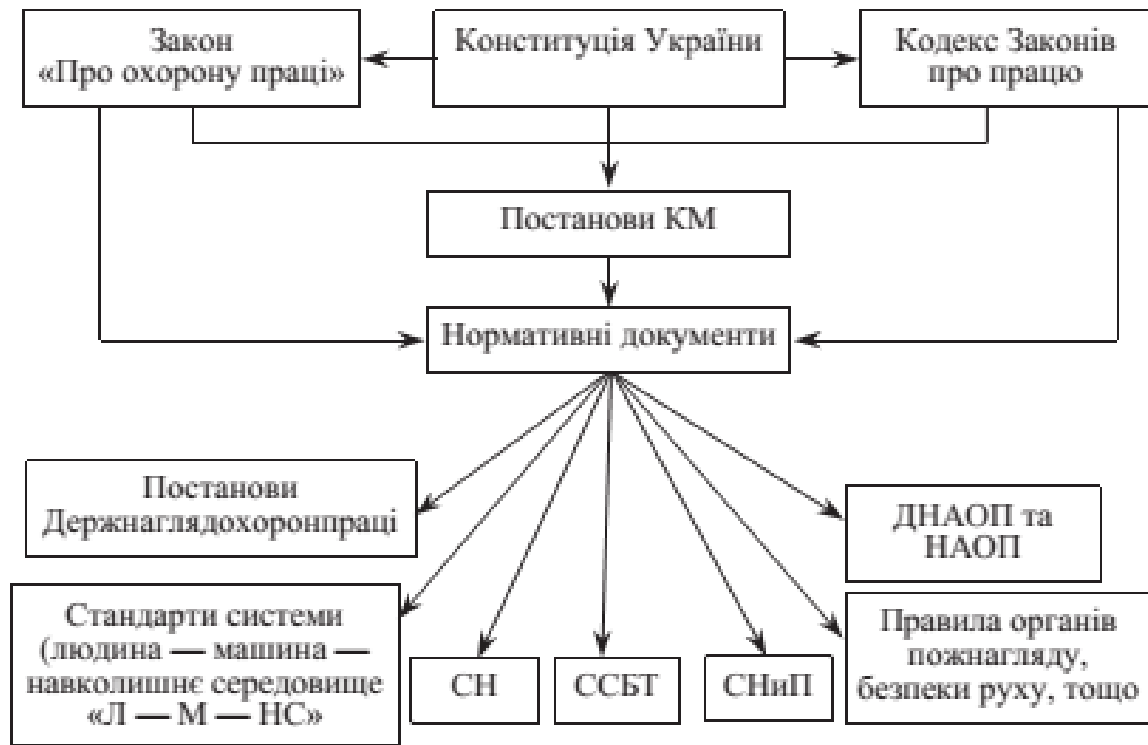 Закон
«Про охорону праці»
Конституція України
Кодекс Законів
про працю
Постанови КМ
Нормативні документи
Постанови
Держнаглядохоронпраці
ДНАОП та
НАОП
Стандарти системи
(людина — машина —
навколишнє середовище
«Л — М — НС»
СН
ССБТ
СНиП
Правила органів
пожнагляду,
безпеки руху, тощо